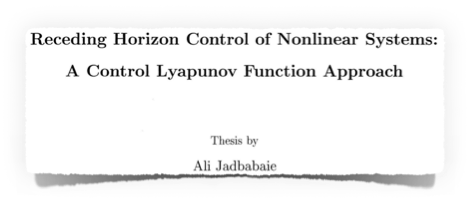 Receding Horizon Control of Nonlinear Systems:
A Control Lyapunov Function Approach
Thesis by
Ali Jadbabaie